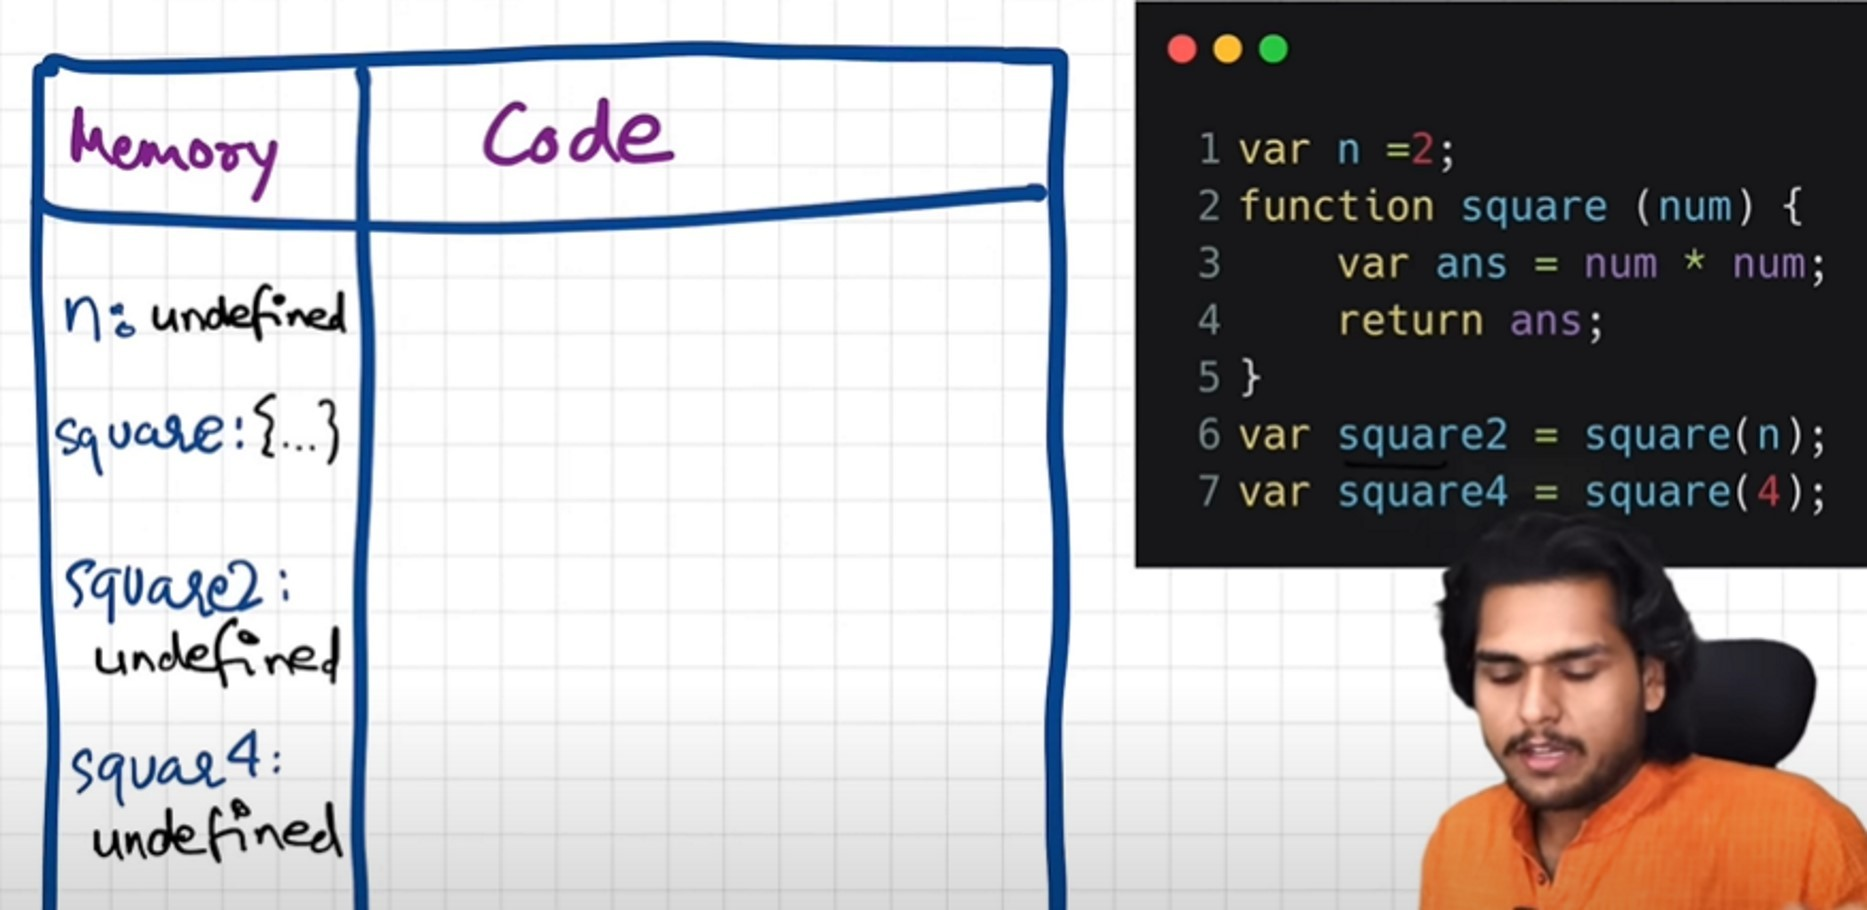 Memory
Code
n: undefined
square: {...}
square2:
undefined
squar4:
undefined
1 var n =2;
2 function square (num) {
3     var ans = num * num;
4     return ans;
5 }
6 var square2 = square(n);
7 var square4 = square(4);